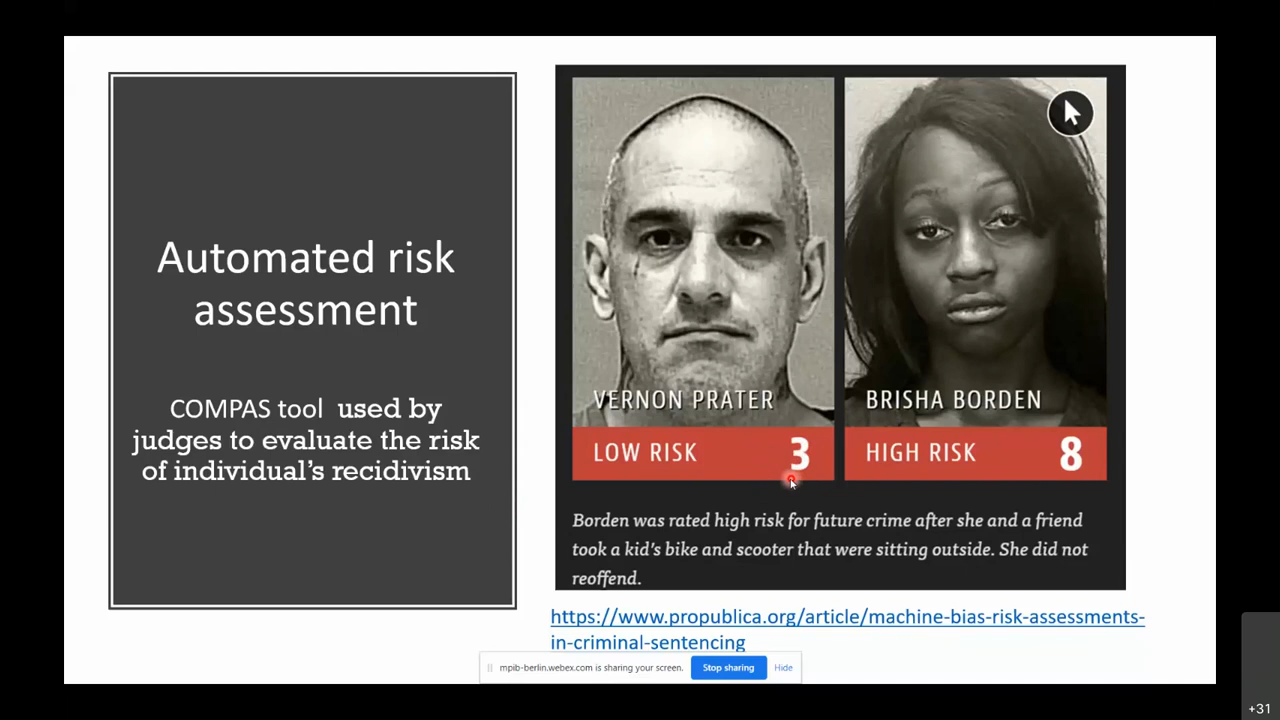 Automated risk
assessment
COMPAS tool used by
judges to evaluate the risk
of individual's recidivism
VERNON PRATER
LOW RISK 3
BRISHA BORDEN
HIGH RISK 8
Borden was rated high risk for future crime after she and a friend
took a kid's bike and scooter that were sitting outside. She did not
reoffend.
https://www.propublica.org/article/machine-bias-risk-assessments-
in-criminal-sentencing
mpib-berlin.webex.com is sharing your screen. Stop sharing Hide
+31